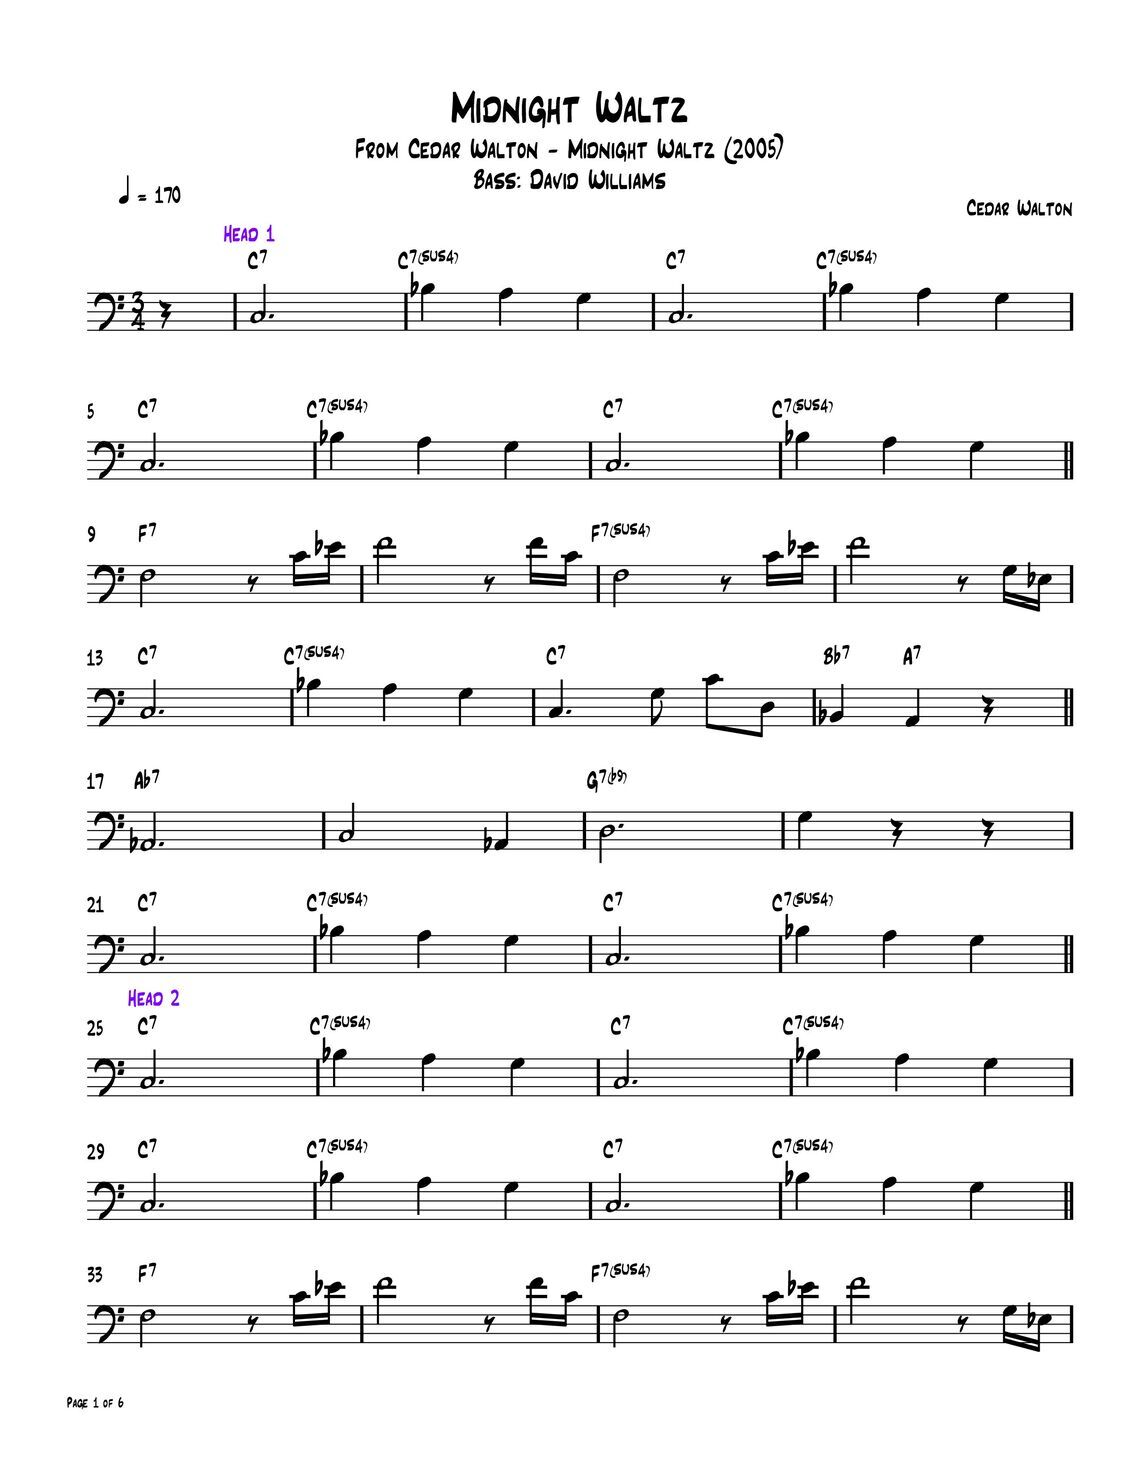 Midnight Waltz
From Cedar Walton - Midnight Waltz (2005)
Bass: David Williams
= 170
Cedar Walton
Head 1
C7 C7(sus4) C7 C7(sus4)
3
4
5 C7 C7(sus4) C7 C7(sus4)
9 F7 F7(sus4)
13 C7 C7(sus4) C7 Bb7 A7
17 Ab7 G7(b9)
21 C7 C7(sus4) C7 C7(sus4)
Head 2
25 C7 C7(sus4) C7 C7(sus4)
29 C7 C7(sus4) C7 C7(sus4)
33 F7 F7(sus4)
Page 1 of 6